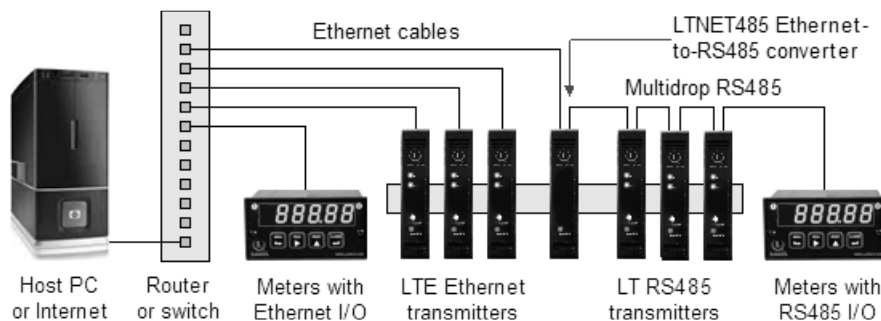 Ethernet cables
LTNET485 Ethernet-
to-RS485 converter
Multidrop RS485
888.88
888.88
Host PC
or Internet
Router
or switch
Meters with
Ethernet I/O
LTE Ethernet
transmitters
LT RS485
transmitters
Meters with
RS485 I/O